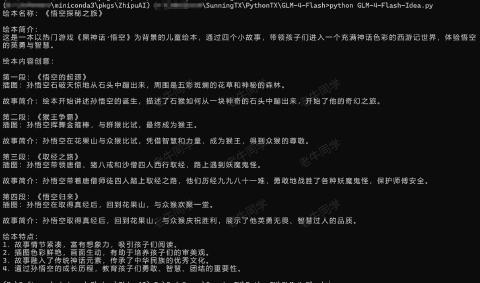 \miniconda3\pkgs\ZhipuAI) \SunningTX\PythonTX\GLM-4-Flash>python GLM-4-Flash-Idea.py
绘本名称：《悟空探秘之旅》
绘本简介：
这是一本以热门游戏《黑神话·悟空》为背景的儿童绘本，通过四个小故事，带领孩子们进入一个充满神话色彩的西游记世界，体验悟空
的英勇与智慧。
绘本内容创意：
第一段：《悟空的起源》
插图：孙悟空石破天惊地从石头中蹦出来，周围是五彩斑斓的花草和神秘的森林。
故事简介：绘本开始讲述孙悟空的诞生，描述了石猴如何从一块神奇的石头中蹦出来，开始了他的奇幻之旅。
第二段：《猴王争霸》
插图：孙悟空挥舞金箍棒，与群猴比试，最终成为猴王。
故事简介：孙悟空在花果山与众猴比试，凭借智慧和力量，成为猴王，得到众猴的尊敬。
第三段：《取经之路》
插图：孙悟空带领唐僧、猪八戒和沙僧四人西行取经，路上遇到妖魔鬼怪。
故事简介：孙悟空带着唐僧师徒四人踏上取经之路，他们历经九九八十一难，勇敢地战胜了各种妖魔鬼怪，保护师傅安全。
第四段：《悟空归来》
插图：孙悟空在取得真经后，回到花果山，与众猴欢聚一堂。
故事简介：孙悟空取得真经后，回到花果山，与众猴庆祝胜利，展示了他英勇无畏、智慧过人的品质。
绘本特点：
1. 故事情节紧凑，富有想象力，吸引孩子们阅读。
2. 插图色彩鲜艳，画面生动，有助于培养孩子们的审美观。
3. 故事融入了传统神话元素，传承了中华民族的优秀文化。
4. 通过孙悟空的成长历程，教育孩子们勇敢、智慧、团结的重要性。
老牛同学